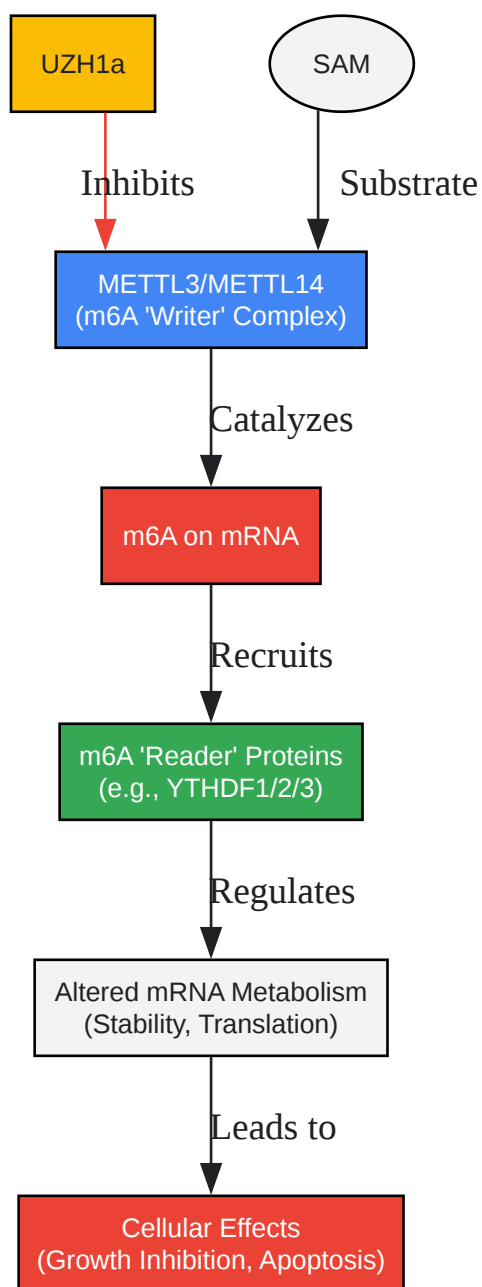 UZH1a
SAM
Inhibits
Substrate
METTL3/METTL14
(m6A 'Writer' Complex)
Catalyzes
m6A on mRNA
Recruits
m6A 'Reader' Proteins
(e.g., YTHDF1/2/3)
Regulates
Altered mRNA Metabolism
(Stability, Translation)
Leads to
Cellular Effects
(Growth Inhibition, Apoptosis)